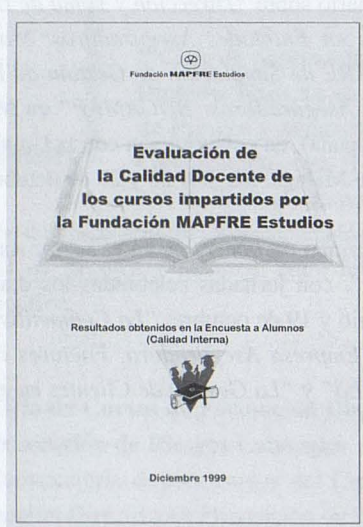 Fundación MAPFRE Estudios
Evaluación de
la Calidad Docente de
los cursos impartidos por
la Fundación MAPFRE Estudios
Resultados obtenidos en la Encuesta a Alumnos
(Calidad Interna)
Diciembre 1999